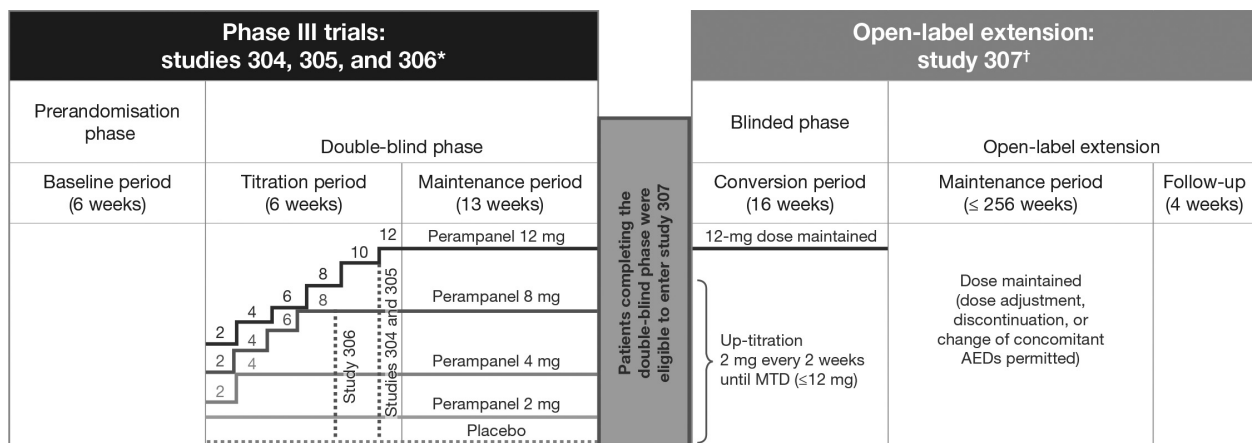 Phase III trials:
studies 304, 305, and 306*
Open-label extension:
study 307†
Prerandomisation
phase
Double-blind phase
Blinded phase
Open-label extension
Baseline period
(6 weeks)
Titration period
(6 weeks)
Maintenance period
(13 weeks)
Conversion period
(16 weeks)
Maintenance period
(≤ 256 weeks)
Follow-up
(4 weeks)
2
4
6
8
10
12
2
4
6
8
2
4
Study 306
Studies 304 and 305
Perampanel 12 mg
Perampanel 8 mg
Perampanel 4 mg
Perampanel 2 mg
Placebo
Patients completing the
double-blind phase were
eligible to enter study 307
12-mg dose maintained
Up-titration
2 mg every 2 weeks
until MTD (≤12 mg)
Dose maintained
(dose adjustment,
discontinuation, or
change of concomitant
AEDs permitted)